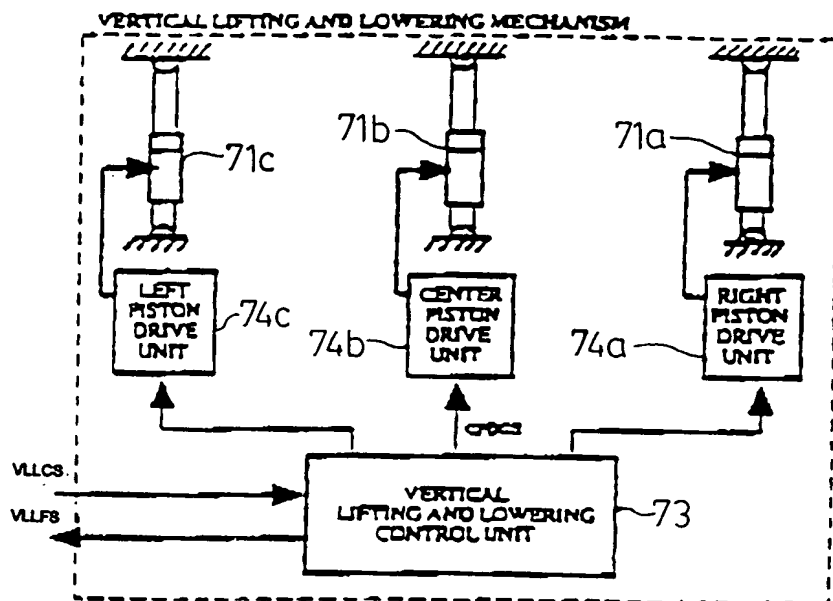 VERTICAL LIFTING AND LOWERING MECHANISM
71c
71b
71a
LEFT
PISTON
DRIVE
UNIT
74c
CENTER
PISTON
DRIVE
UNIT
74b
RIGHT
PISTON
DRIVE
UNIT
74a
CPDCS
VLLCS
VLLFS
VERTICAL
LIFTING AND LOWERING
CONTROL UNIT
73